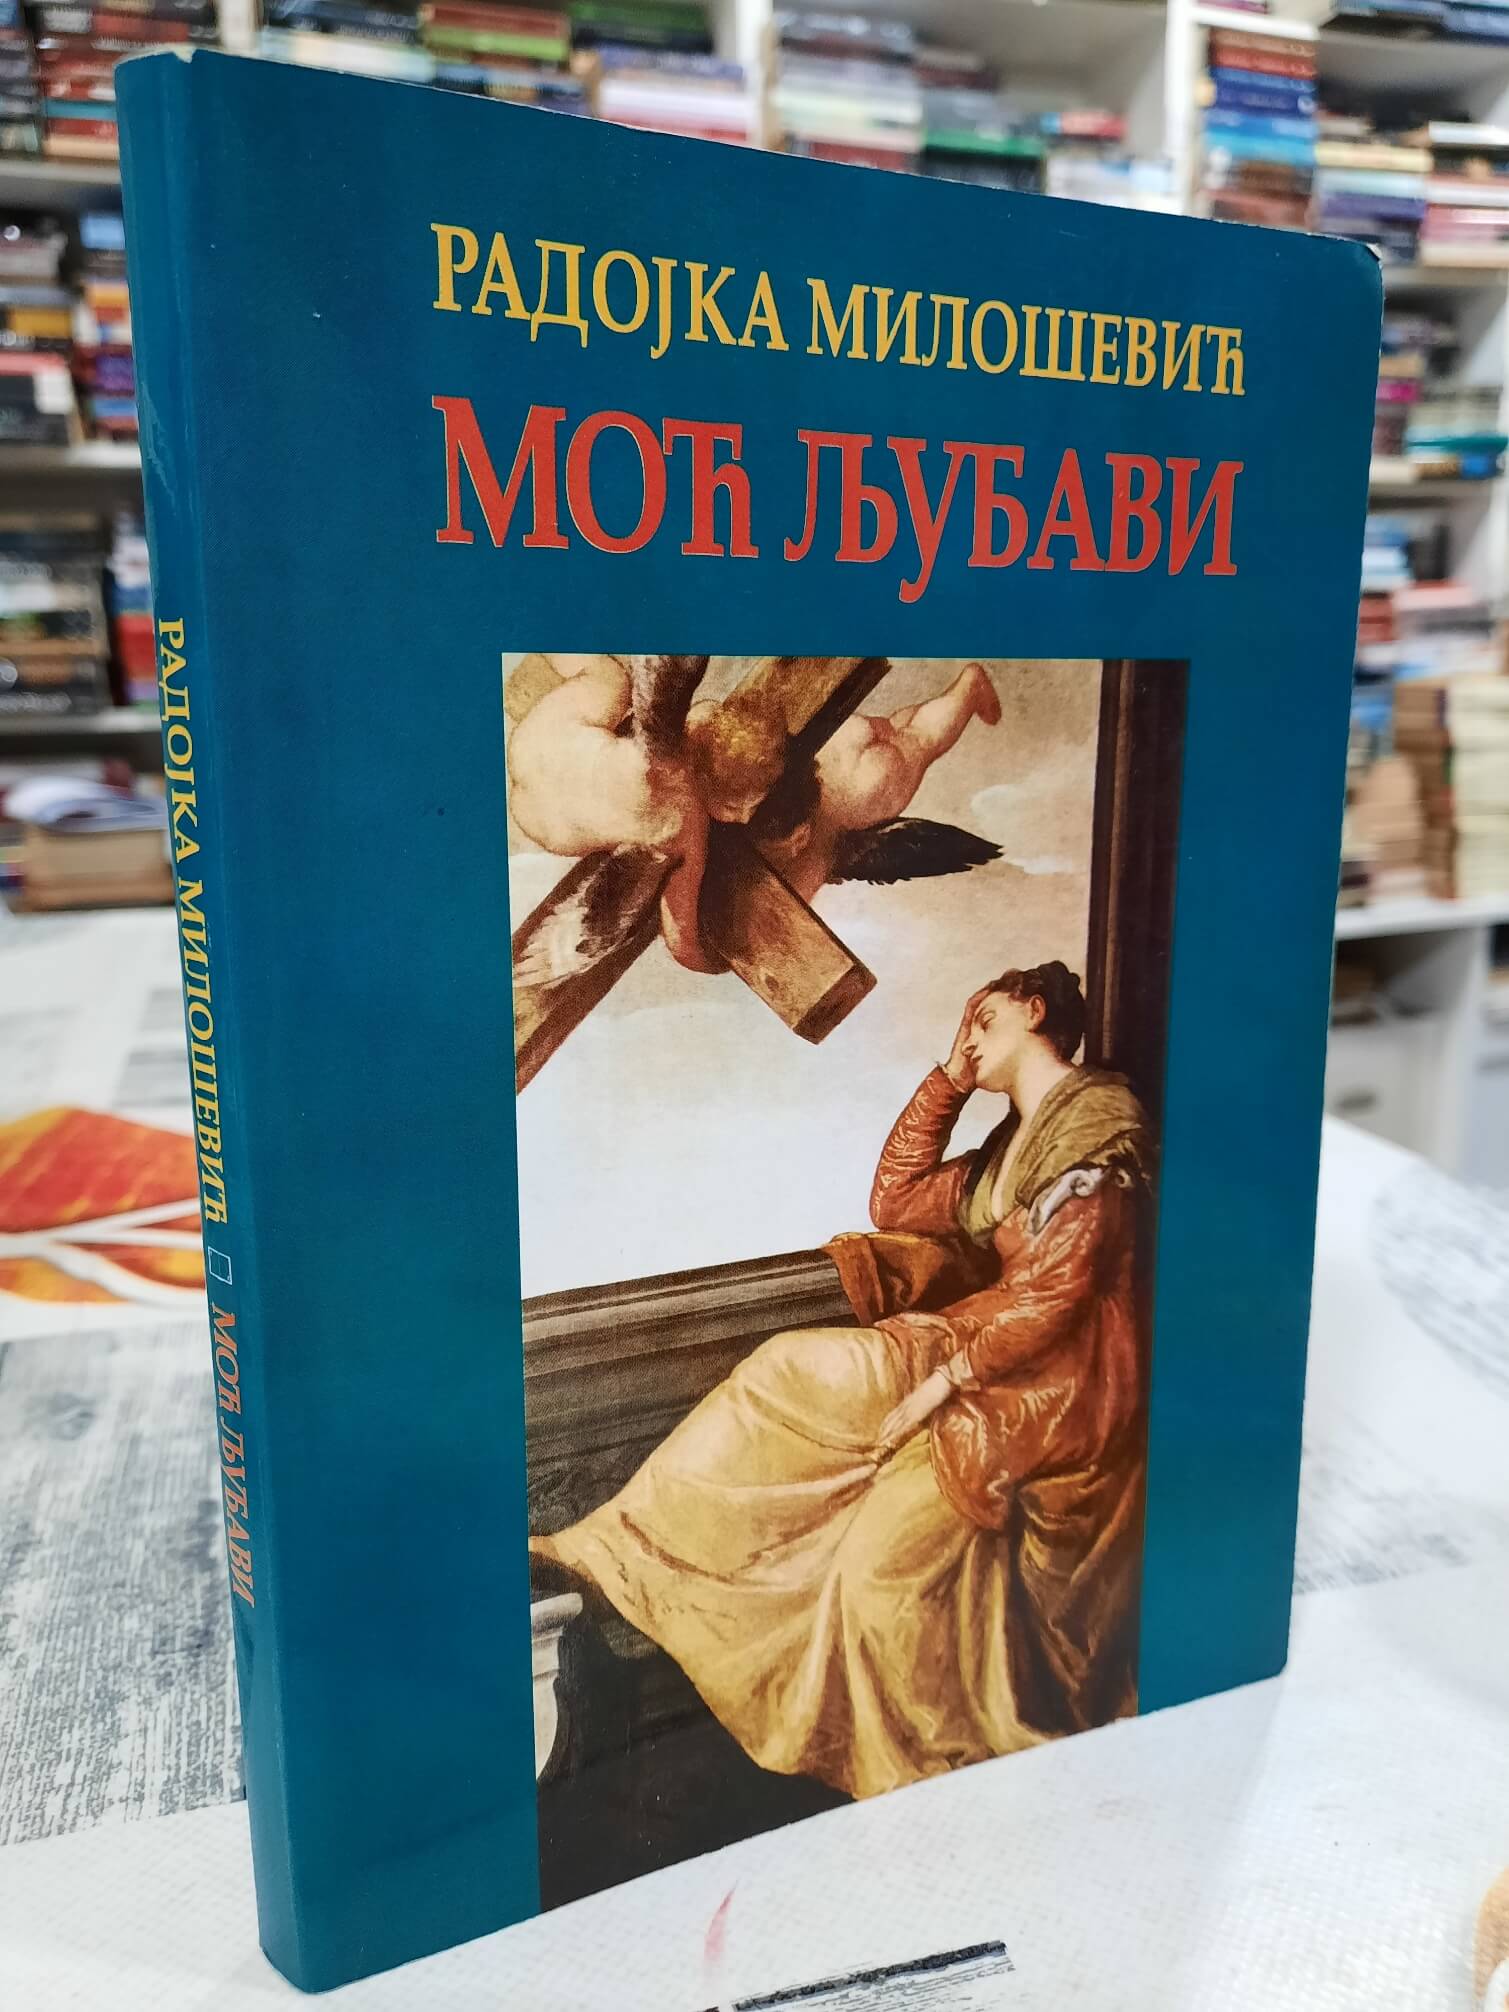 РАДОЈКА МИЛОШЕВИЋ
МОЋ ЉУБАВИ
РАДОЈКА МИЛОШЕВИЋ МОЋ ЉУБАВИ